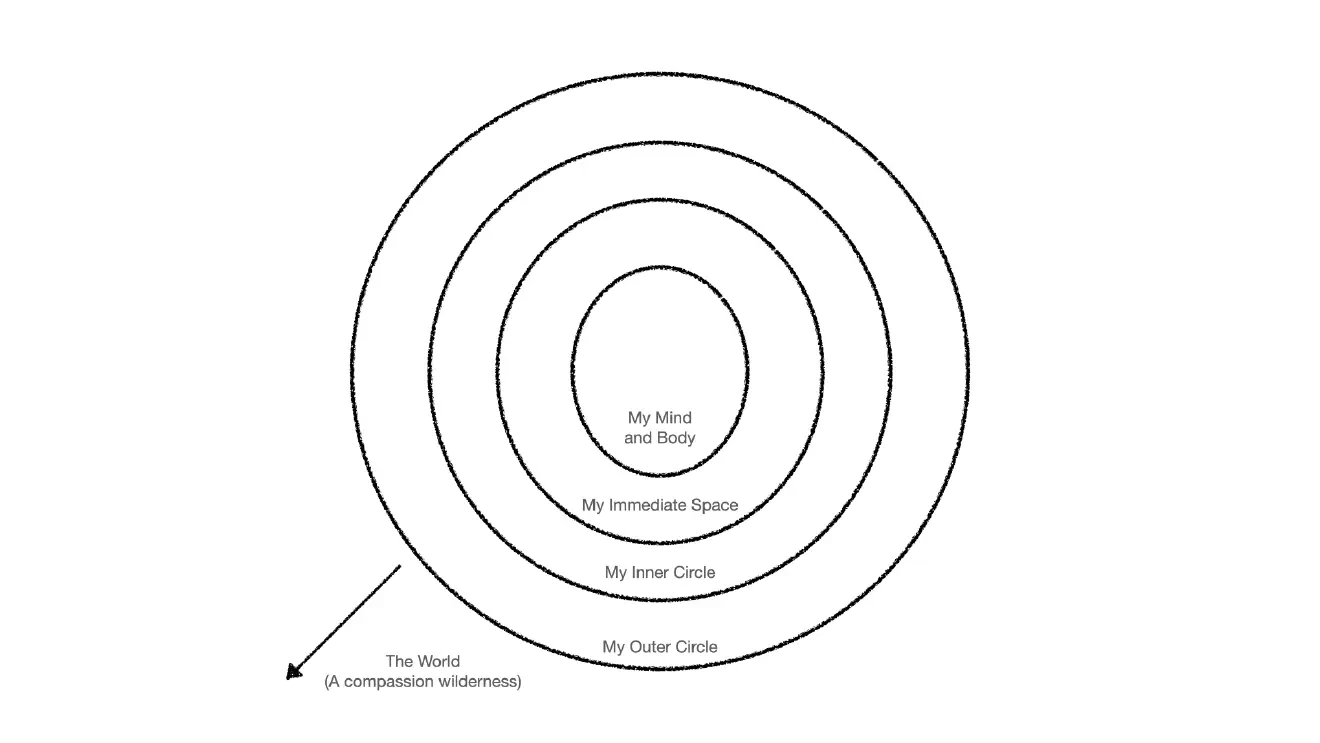 My Mind
and Body
My Immediate Space
My Inner Circle
My Outer Circle
The World
(A compassion wilderness)